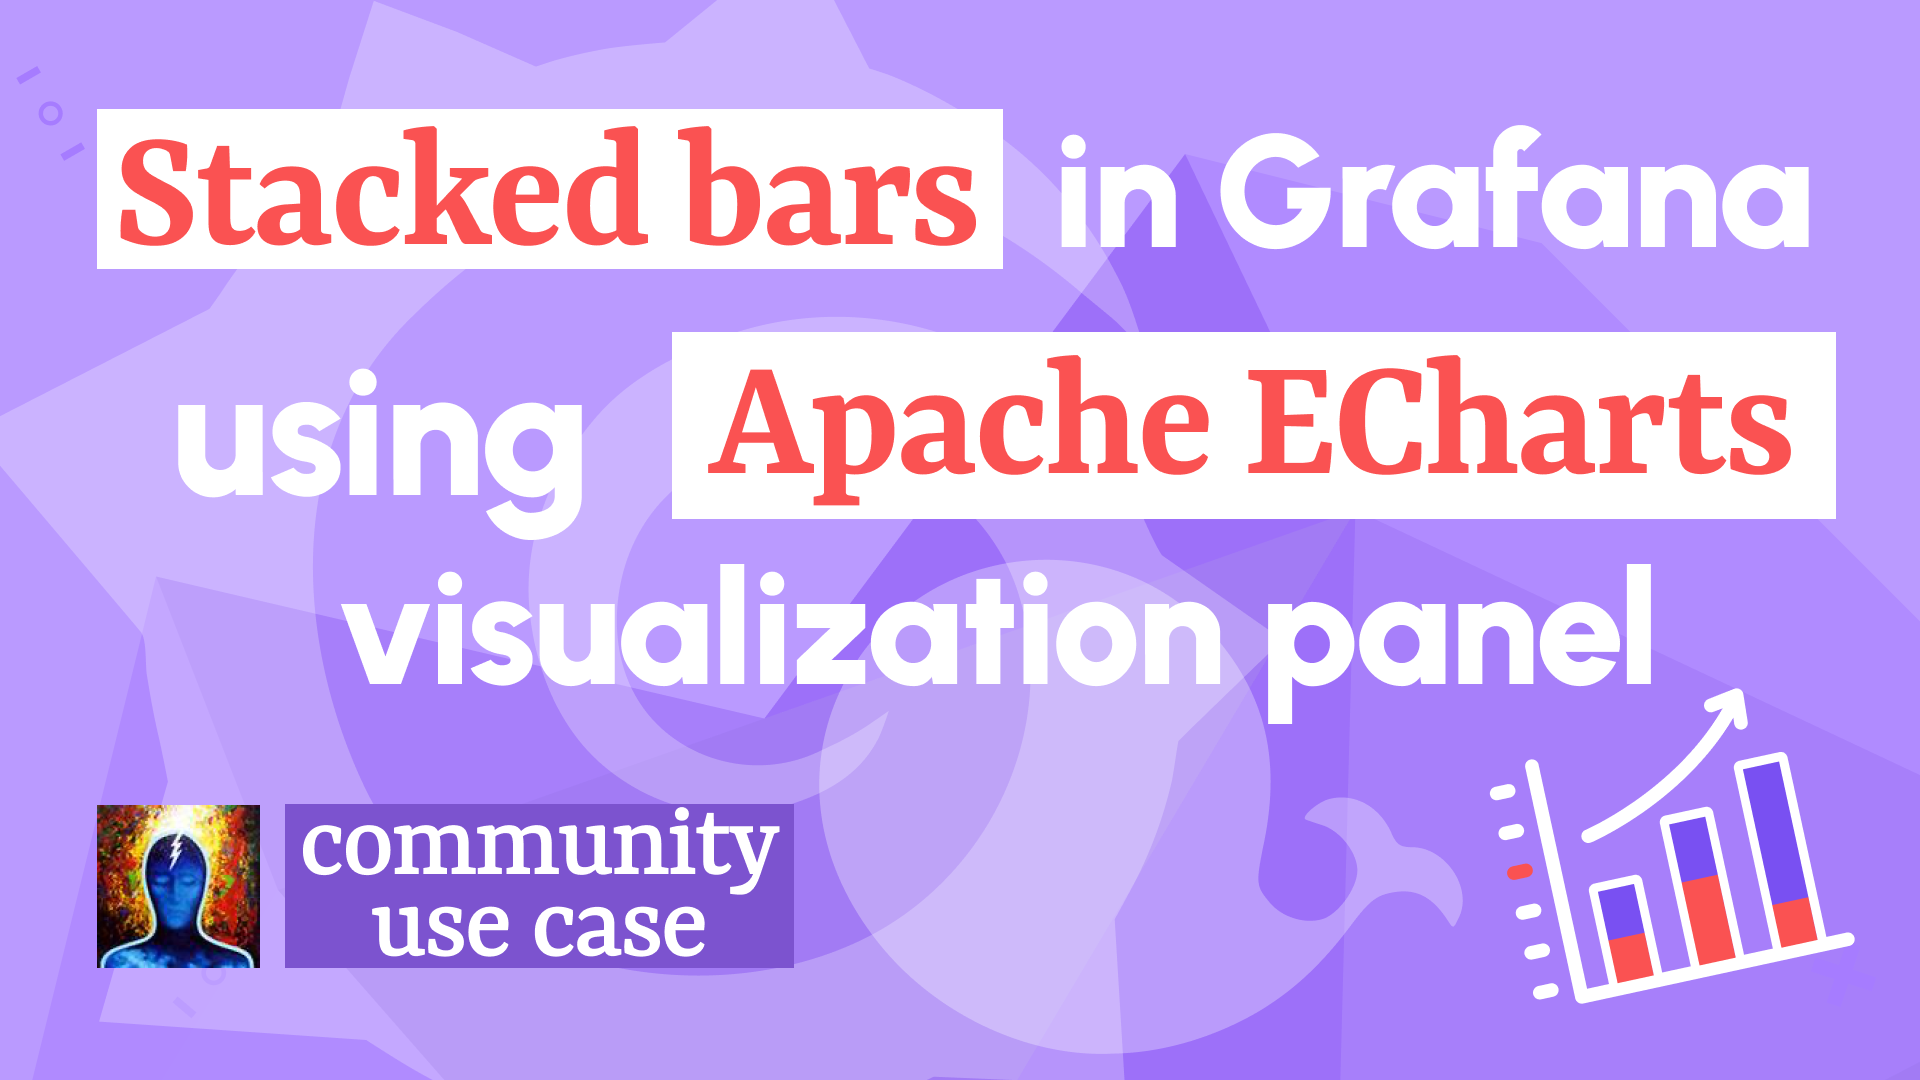 Stacked bars in Grafana
using Apache ECharts
visualization panel
community
use case